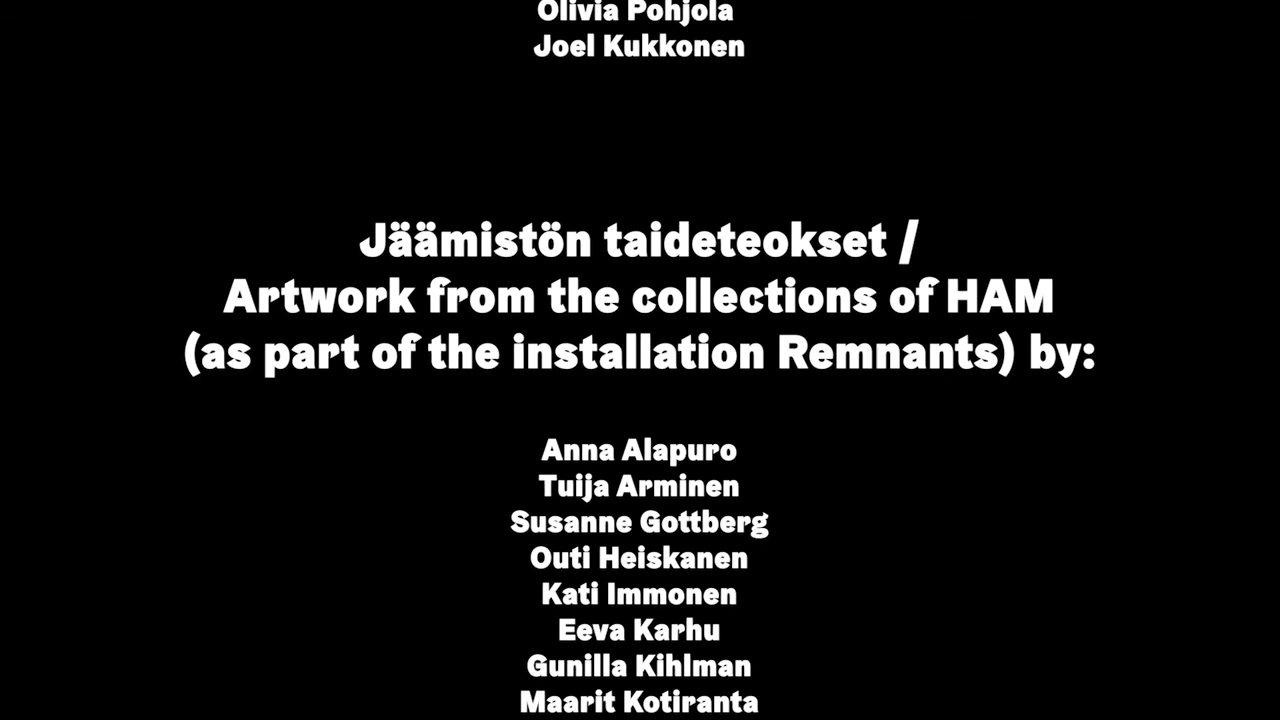 Olivia Pohjola
Joel Kukkonen
Jäämistön taideteokset /
Artwork from the collections of HAM
(as part of the installation Remnants) by:
Anna Alapuro
Tuija Arminen
Susanne Gottberg
Outi Heiskanen
Kati Immonen
Eeva Karhu
Gunilla Kihlman
Maarit Kotiranta